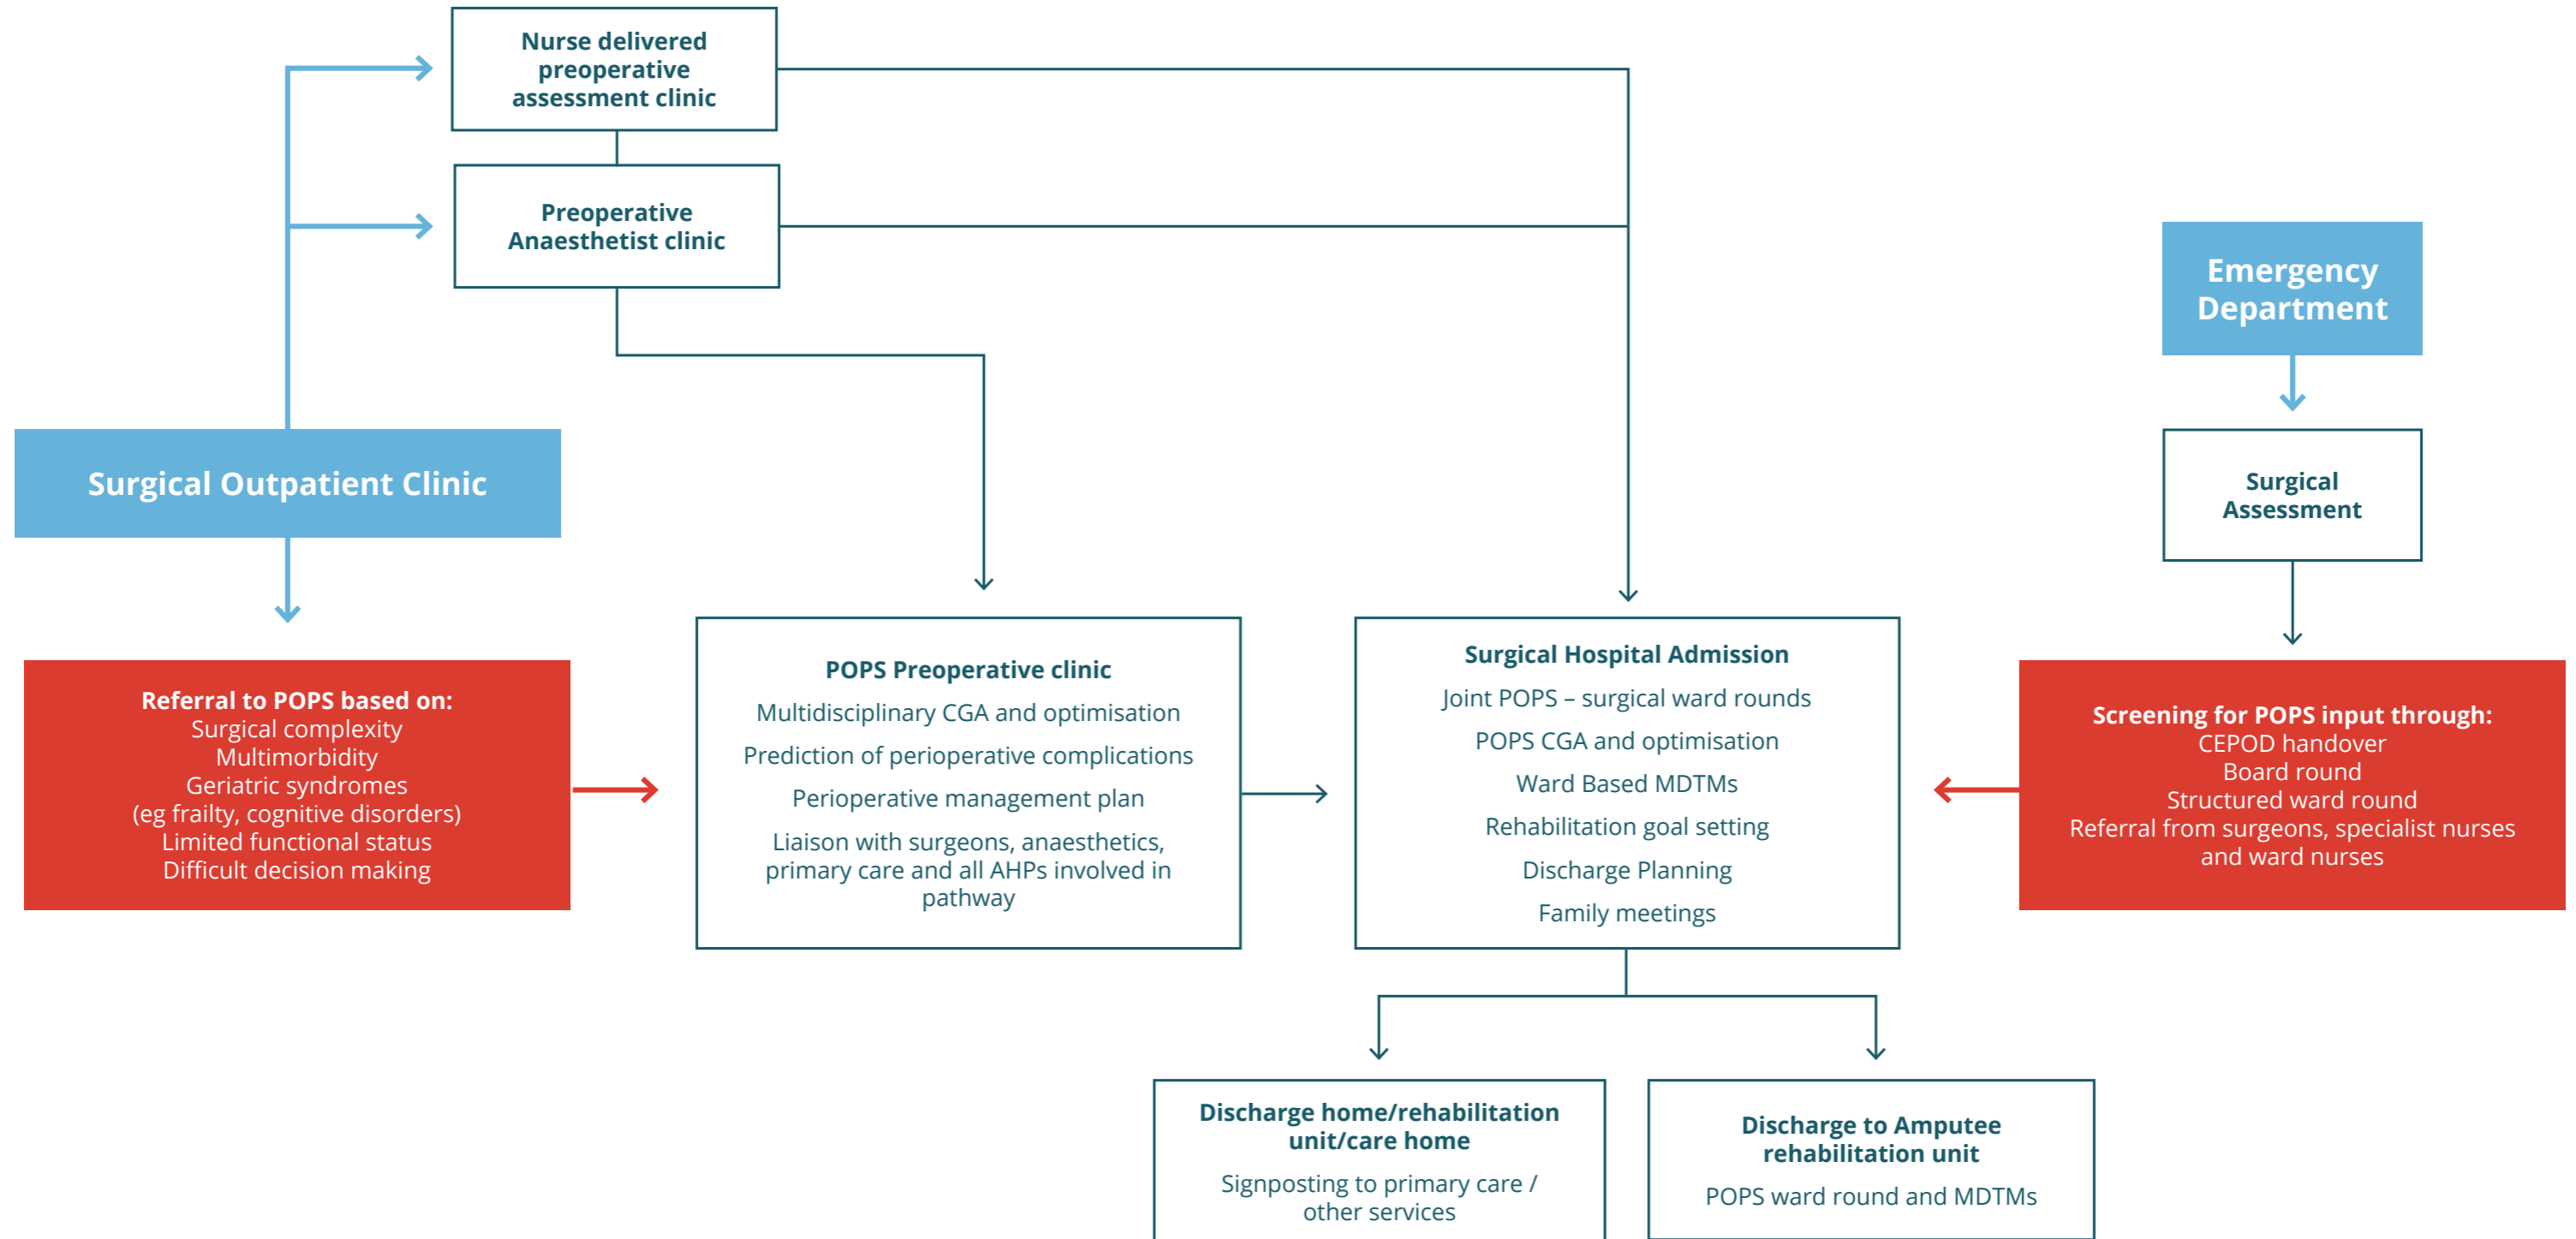 Nurse delivered
preoperative
assessment clinic
Preoperative
Anaesthetist clinic
Emergency
Department
Surgical Outpatient Clinic
Surgical
Assessment
Referral to POPS based on:
Surgical complexity
Multimorbidity
Geriatric syndromes
(eg frailty, cognitive disorders)
Limited functional status
Difficult decision making
POPS Preoperative clinic
Multidisciplinary CGA and optimisation
Prediction of perioperative complications
Perioperative management plan
Liaison with surgeons, anaesthetics,
primary care and all AHPs involved in
pathway
Surgical Hospital Admission
Joint POPS – surgical ward rounds
POPS CGA and optimisation
Ward Based MDTMs
Rehabilitation goal setting
Discharge Planning
Family meetings
Screening for POPS input through:
CEPOD handover
Board round
Structured ward round
Referral from surgeons, specialist nurses
and ward nurses
Discharge home/rehabilitation
unit/care home
Signposting to primary care /
other services
Discharge to Amputee
rehabilitation unit
POPS ward round and MDTMs